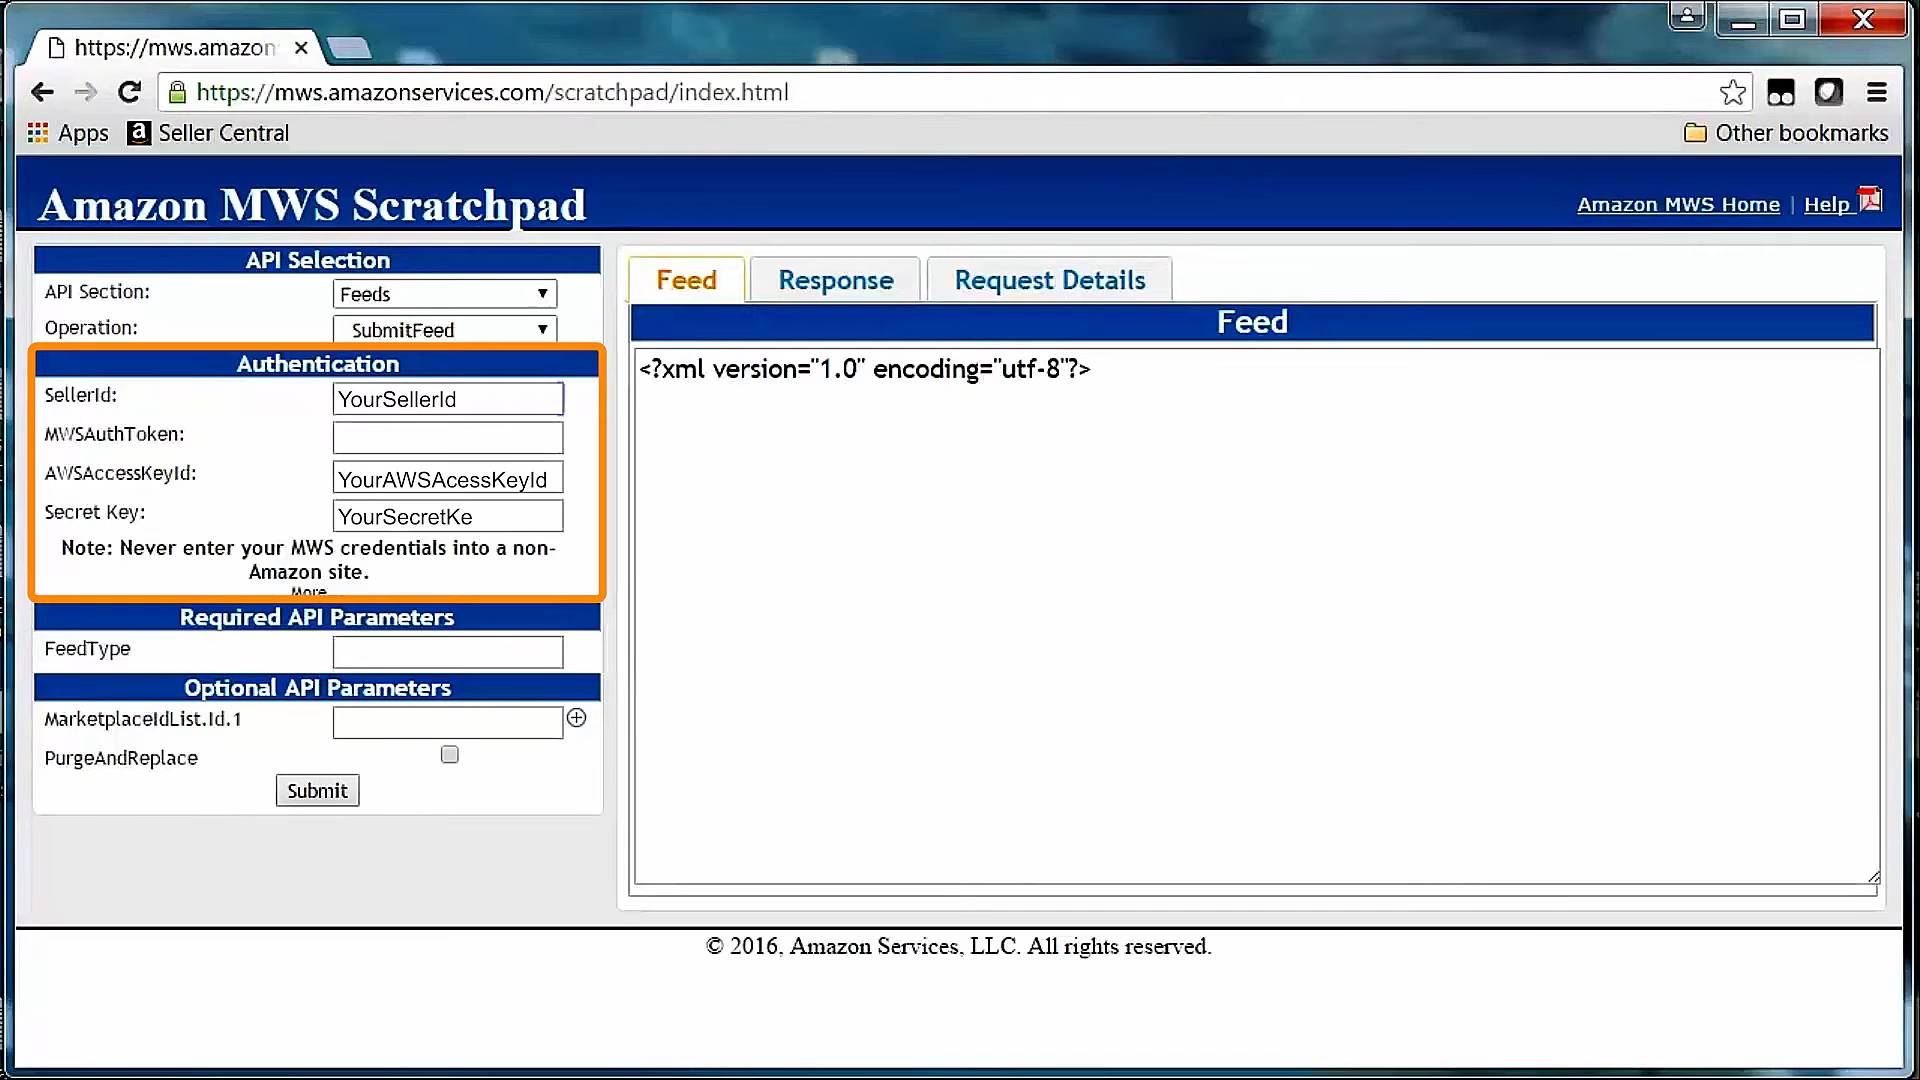 https://mws.amazon
https://mws.amazonservices.com/scratchpad/index.html
Apps
Seller Central
Other bookmarks
Amazon MWS Scratchpad
Amazon MWS Home | Help
API Selection
API Section: Feeds
Operation: SubmitFeed
Authentication
SellerId: YourSellerId
MWSAuthToken:
AWSAccessKeyId: YourAWSAcessKeyId
Secret Key: YourSecretKe
Note: Never enter your MWS credentials into a non-
Amazon site.
More
Required API Parameters
FeedType
Optional API Parameters
MarketplaceIdList.Id.1
PurgeAndReplace
Submit
Feed Response Request Details
Feed
<?xml version="1.0" encoding="utf-8"?>
© 2016, Amazon Services, LLC. All rights reserved.